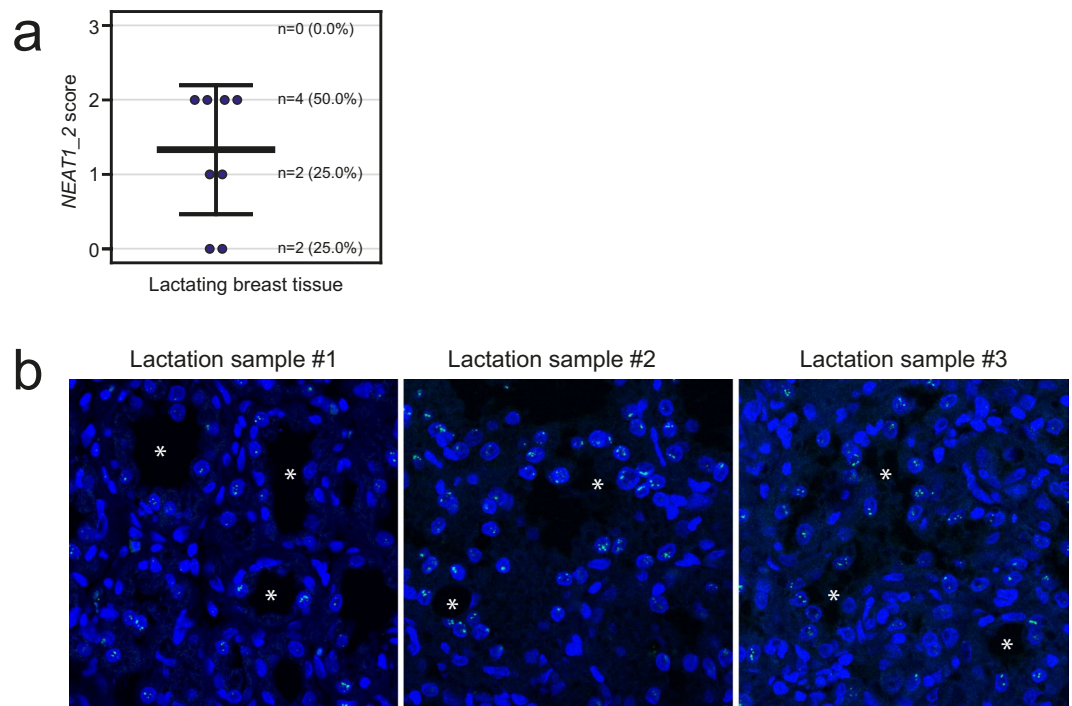 a
NEAT1_2 score
3
n=0 (0.0%)
2
n=4 (50.0%)
1
n=2 (25.0%)
0
n=2 (25.0%)
Lactating breast tissue
b
Lactation sample #1
Lactation sample #2
Lactation sample #3
*
*
*
*
*
*
*
*